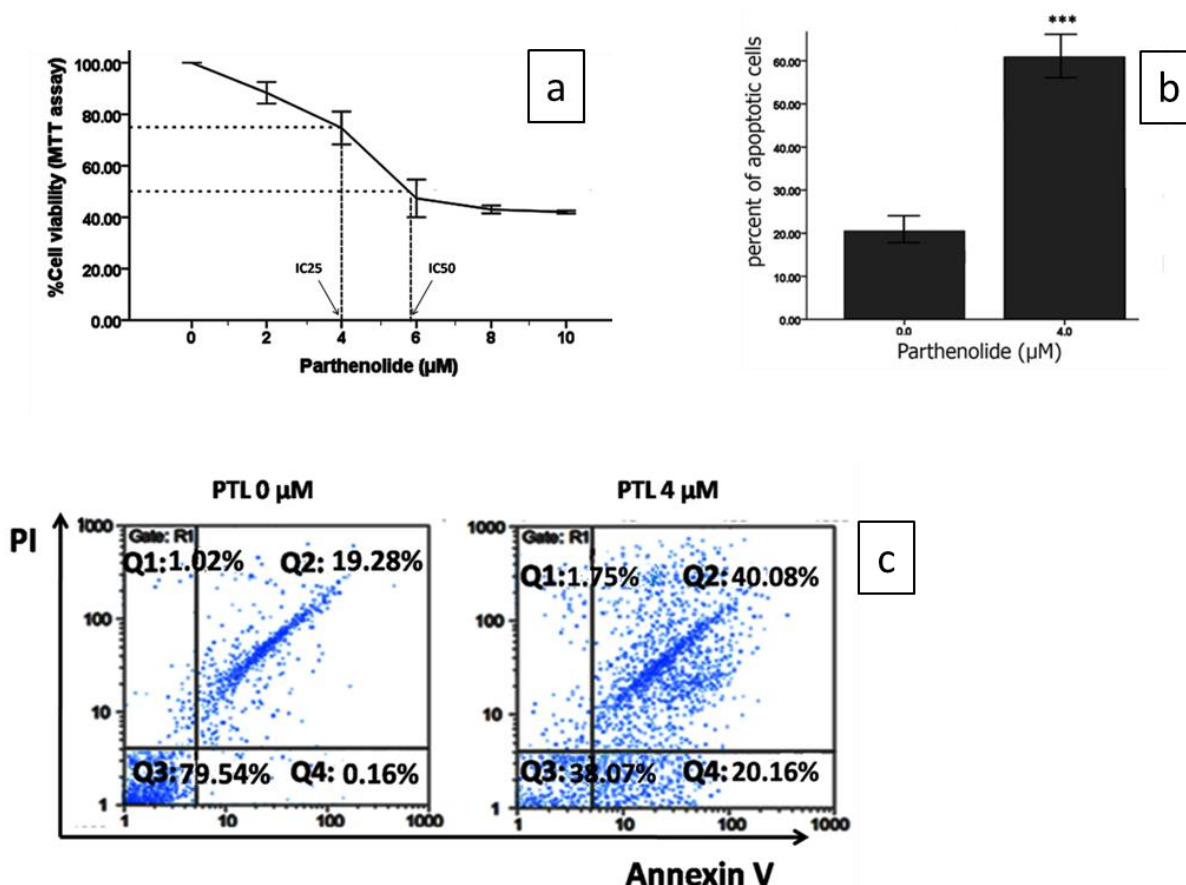 a
%Cell viability (MTT assay)
100.00
80.00
60.00
40.00
20.00
0.00
IC25
IC50
0 2 4 6 8 10
Parthenolide (µM)
b
***
percent of apoptotic cells
60.00
50.00
40.00
30.00
20.00
10.00
0.00
0.0 4.0
Parthenolide (µM)
c
PTL 0 µM
PI
1000
Gate: R1
Q1: 1.02% Q2: 19.28%
100
10
Q3: 79.54% Q4: 0.16%
1
1 10 100 1000
PTL 4 µM
1000
Gate: R1
Q1: 1.75% Q2: 40.08%
100
10
Q3: 38.07% Q4: 20.16%
1
1 10 100 1000
Annexin V